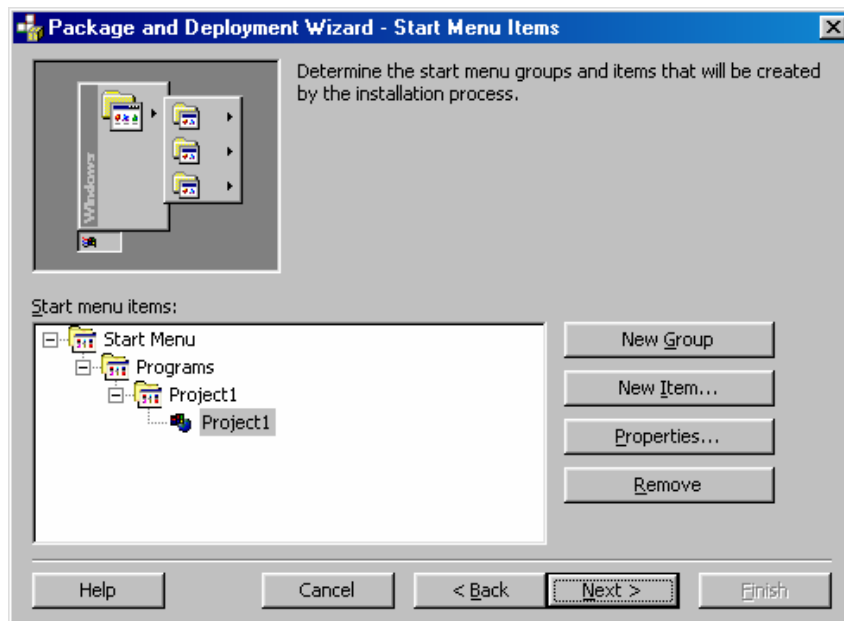 Package and Deployment Wizard - Start Menu Items
Determine the start menu groups and items that will be created
by the installation process.
Windows
Start menu items:
Start Menu
Programs
Project1
Project1
New Group
New Item...
Properties...
Remove
Help
Cancel
< Back
Next >
Finish